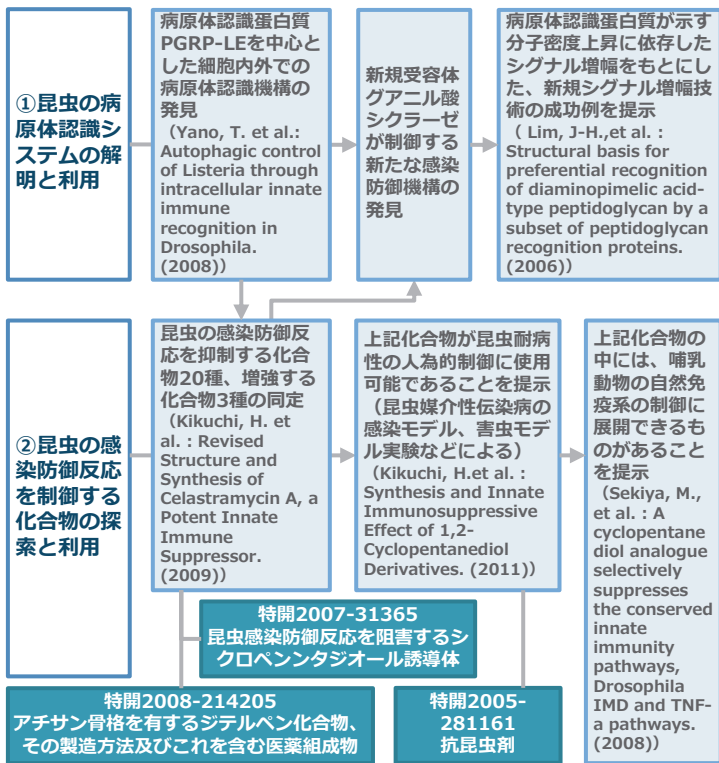 ①昆虫の病
原体認識シ
ステムの解
明と利用
病原体認識蛋白質
PGRP-LEを中心と
した細胞内外での
病原体認識機構の
発見
（Yano, T. et al.:
Autophagic control
of Listeria through
intracellular innate
immune
recognition in
Drosophila.
(2008)）
新規受容体
グアニル酸
シクラーゼ
が制御する
新たな感染
防御機構の
発見
病原体認識蛋白質が示す
分子密度上昇に依存した
シグナル増幅をもとにし
た、新規シグナル増幅技
術の成功例を提示
（ Lim, J-H.,et al :
Structural basis for
preferential recognition
of diaminopimelic acid-
type peptidoglycan by a
subset of peptidoglycan
recognition proteins.
(2006)）
②昆虫の感
染防御反応
を制御する
化合物の探
索と利用
昆虫の感染防御反
応を抑制する化合
物20種、増強する
化合物3種の同定
（Kikuchi, H. et
al. : Revised
Structure and
Synthesis of
Celastramycin A, a
Potent Innate
Immune
Suppressor.
(2009)）
上記化合物が昆虫耐病
性の人為的制御に使用
可能であることを提示
（昆虫媒介性伝染病の
感染モデル、害虫モデ
ル実験などによる）
（Kikuchi, H.et al. :
Synthesis and Innate
Immunosuppressive
Effect of 1,2-
Cyclopentanediol
Derivatives. (2011)）
上記化合物の
中には、哺乳
動物の自然免
疫系の制御に
展開できるも
のがあること
を提示
（Sekiya, M.,
et al. : A
cyclopentane
diol analogue
selectively
suppresses
the conserved
innate
immunity
pathways,
Drosophila
IMD and TNF-
a pathways.
(2008)）
特開2007-31365
昆虫感染防御反応を阻害するシ
クロペンンタジオール誘導体
特開2008-214205
アチサン骨格を有するジテルペン化合物、
その製造方法及びこれを含む医薬組成物
特開2005-
281161
抗昆虫剤